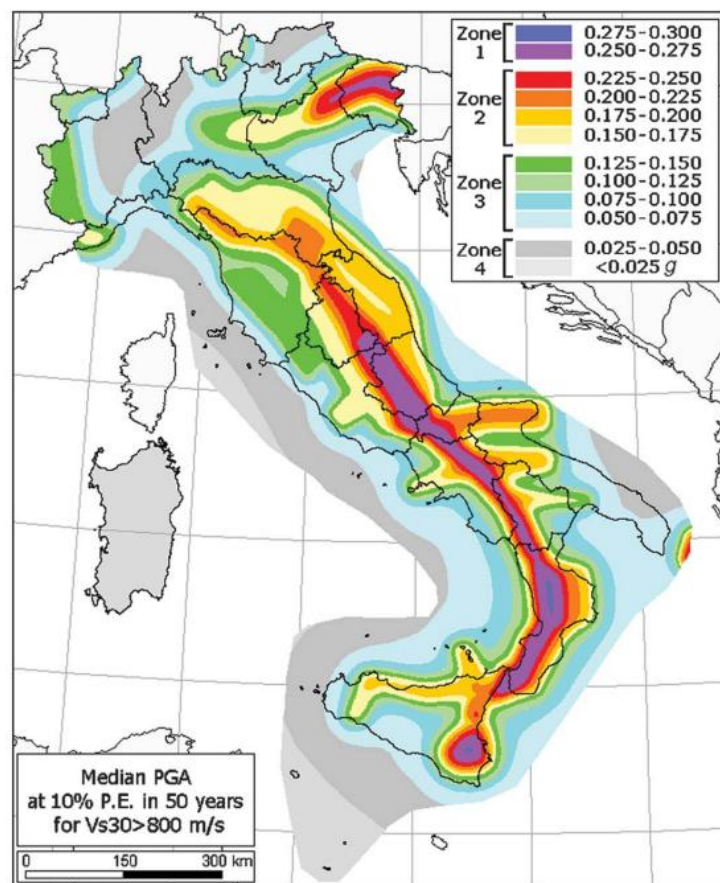 Zone 1
0.275-0.300
0.250-0.275
Zone 2
0.225-0.250
0.200-0.225
0.175-0.200
0.150-0.175
Zone 3
0.125-0.150
0.100-0.125
0.075-0.100
0.050-0.075
Zone 4
0.025-0.050
<0.025 g
Median PGA
at 10% P.E. in 50 years
for Vs30>800 m/s
0 150 300 km